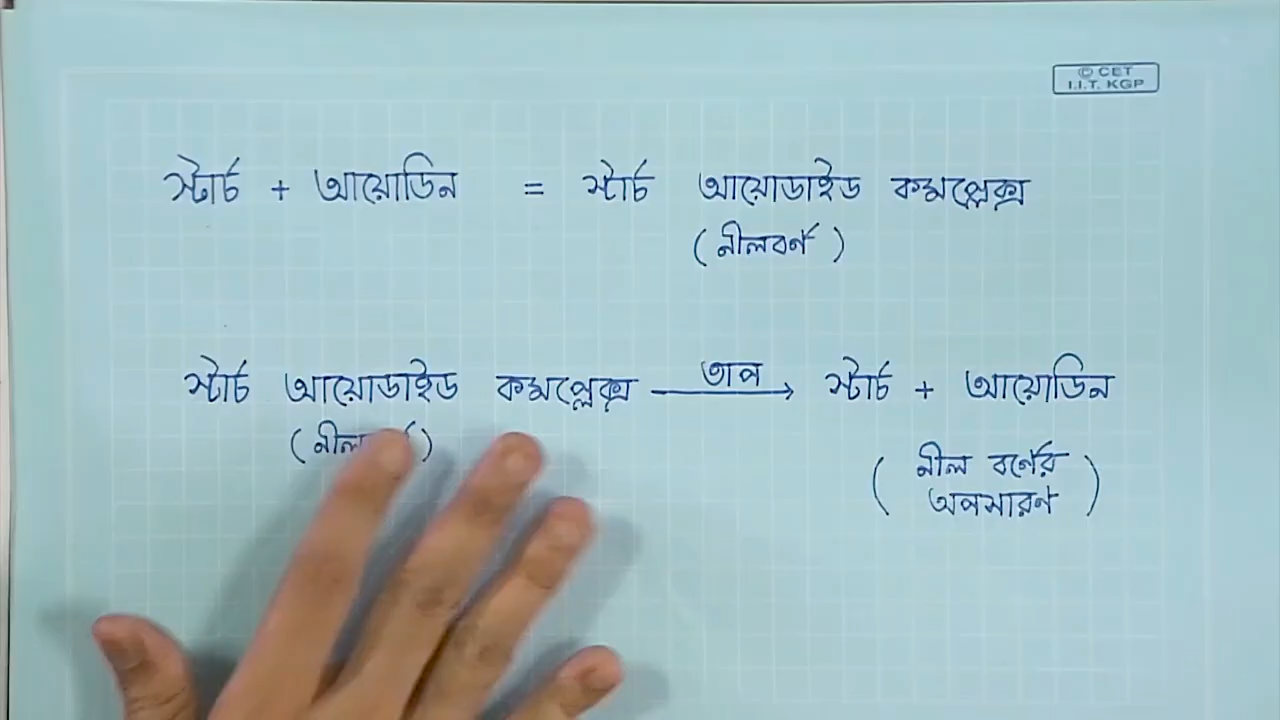 © CET
I.I.T. KGP
স্টার্চ + আয়োডিন = স্টার্চ আয়োডাইড কমপ্লেক্স
(নীলবর্ণ)
স্টার্চ আয়োডাইড কমপ্লেক্স তাপ স্টার্চ + আয়োডিন
(নীল
(নীল বর্ণের
অপসারণ)